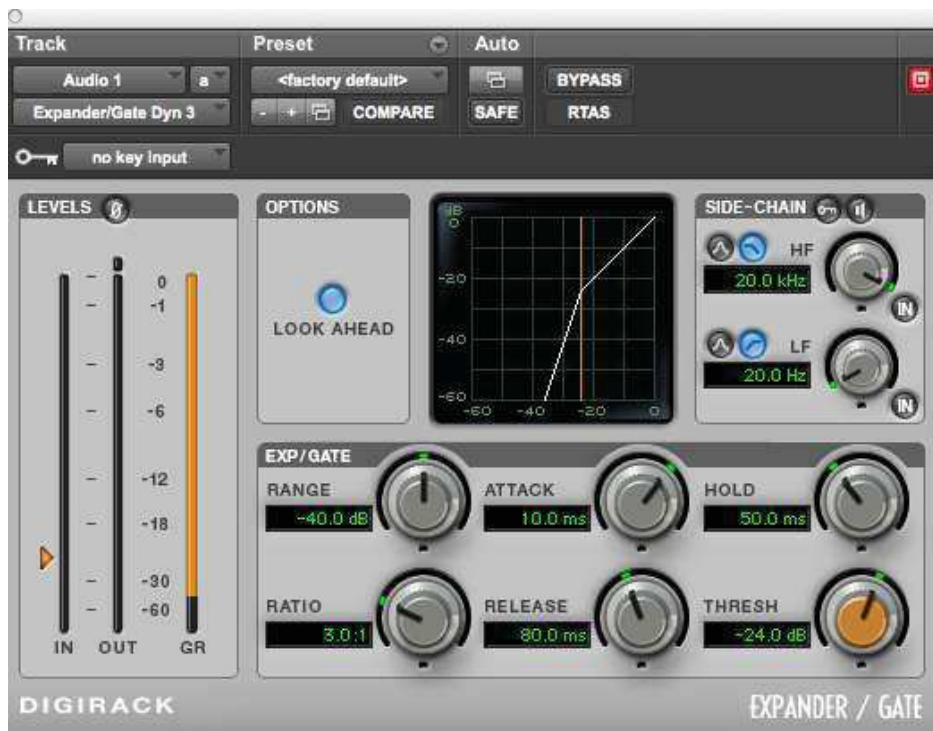 Track
Preset
Auto
Audio 1
a
<factory default>
BYPASS
Expander/Gate Dyn 3
- +
COMPARE
SAFE
RTAS
no key input
LEVELS
0
-1
-3
-6
-12
-18
-30
-60
IN OUT GR
OPTIONS
LOOK AHEAD
dB
0
-20
-40
-60
-60 -40 -20 0
SIDE-CHAIN
HF
20.0 kHz
IN
LF
20.0 Hz
IN
EXP/GATE
RANGE
-40.0 dB
ATTACK
10.0 ms
HOLD
50.0 ms
RATIO
3.0:1
RELEASE
80.0 ms
THRESH
-24.0 dB
DIGIRACK
EXPANDER / GATE